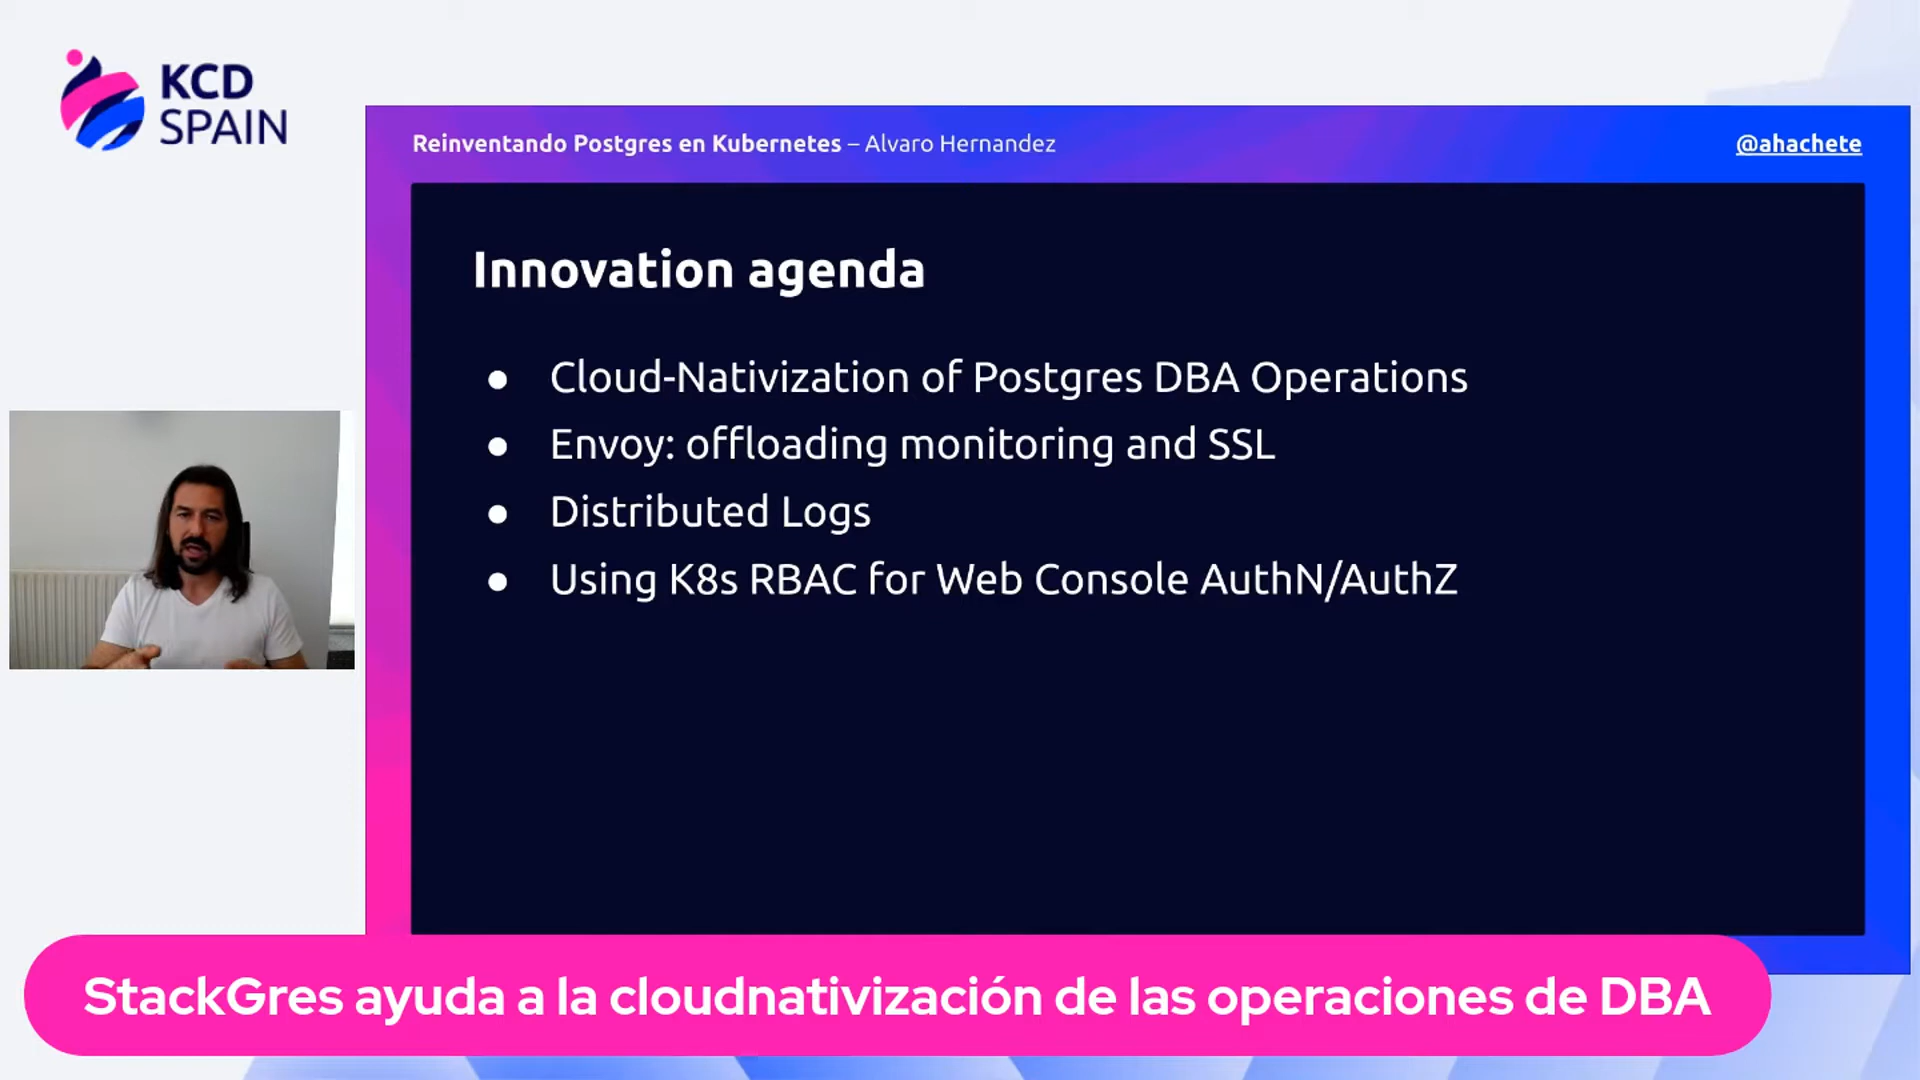 KCD
SPAIN
Reinventando Postgres en Kubernetes – Alvaro Hernandez
@ahachete
Innovation agenda
● Cloud-Nativization of Postgres DBA Operations
● Envoy: offloading monitoring and SSL
● Distributed Logs
● Using K8s RBAC for Web Console AuthN/AuthZ
StackGres ayuda a la cloudnativización de las operaciones de DBA